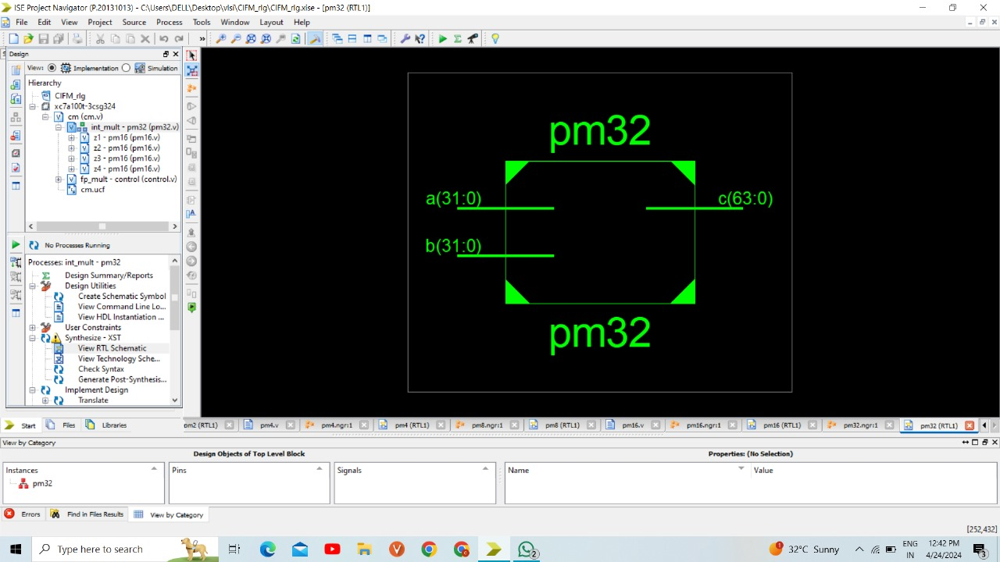 ISE Project Navigator (P.20131013) - C:\Users\DELL\Desktop\vlsi\CIFM_rlg\CIFM_rlg.xise - [pm32 (RTL1)]
File Edit View Project Source Process Tools Window Layout Help
Design
View: Implementation Simulation
Hierarchy
CIFM_rlg
xc7a100t-3csg324
cm (cm.v)
int_mult - pm32 (pm32.v)
z1 - pm16 (pm16.v)
z2 - pm16 (pm16.v)
z3 - pm16 (pm16.v)
z4 - pm16 (pm16.v)
fp_mult - control (control.v)
cm.ucf
No Processes Running
Processes: int_mult - pm32
Design Summary/Reports
Design Utilities
Create Schematic Symbol
View Command Line Lo...
View HDL Instantiation ...
User Constraints
Synthesize - XST
View RTL Schematic
View Technology Sche...
Check Syntax
Generate Post-Synthesis...
Implement Design
Translate
Start Files Libraries
pm32
a(31:0) c(63:0)
b(31:0)
pm32
om2 (RTL1) pm4.v pm4.ngr:1 pm4 (RTL1) pm8.ngr:1 pm8 (RTL1) pm16.v pm16.ngr:1 pm16 (RTL1) pm32.ngr:1 pm32 (RTL1)
View by Category
Design Objects of Top Level Block Properties: (No Selection)
Instances Pins Signals Name Value
pm32
Errors Find in Files Results View by Category
[252,432]
Type here to search 2 1 32°C Sunny ENG 12:42 PM
IN 4/24/2024 3